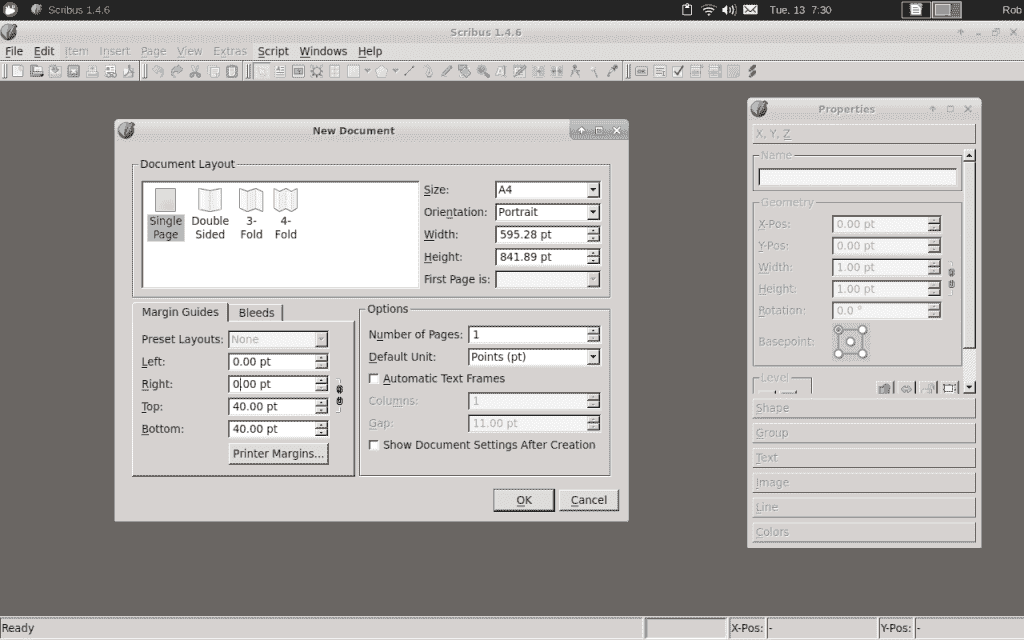 Scribus 1.4.6
Tue. 13 7:30
Rob
Scribus 1.4.6
File Edit Item Insert Page View Extras Script Windows Help
New Document
Document Layout
Single Page
Double Sided
3-Fold
4-Fold
Size: A4
Orientation: Portrait
Width: 595.28 pt
Height: 841.89 pt
First Page is:
Margin Guides Bleeds
Preset Layouts: None
Left: 0.00 pt
Right: 0.00 pt
Top: 40.00 pt
Bottom: 40.00 pt
Printer Margins...
Options
Number of Pages: 1
Default Unit: Points (pt)
Automatic Text Frames
Columns: 1
Gap: 11.00 pt
Show Document Settings After Creation
OK Cancel
Properties
X, Y, Z
Name
Geometry
X-Pos: 0.00 pt
Y-Pos: 0.00 pt
Width: 1.00 pt
Height: 1.00 pt
Rotation: 0.0 °
Basepoint:
Level
Shape
Group
Text
Image
Line
Colors
Ready
X-Pos: -
Y-Pos: -